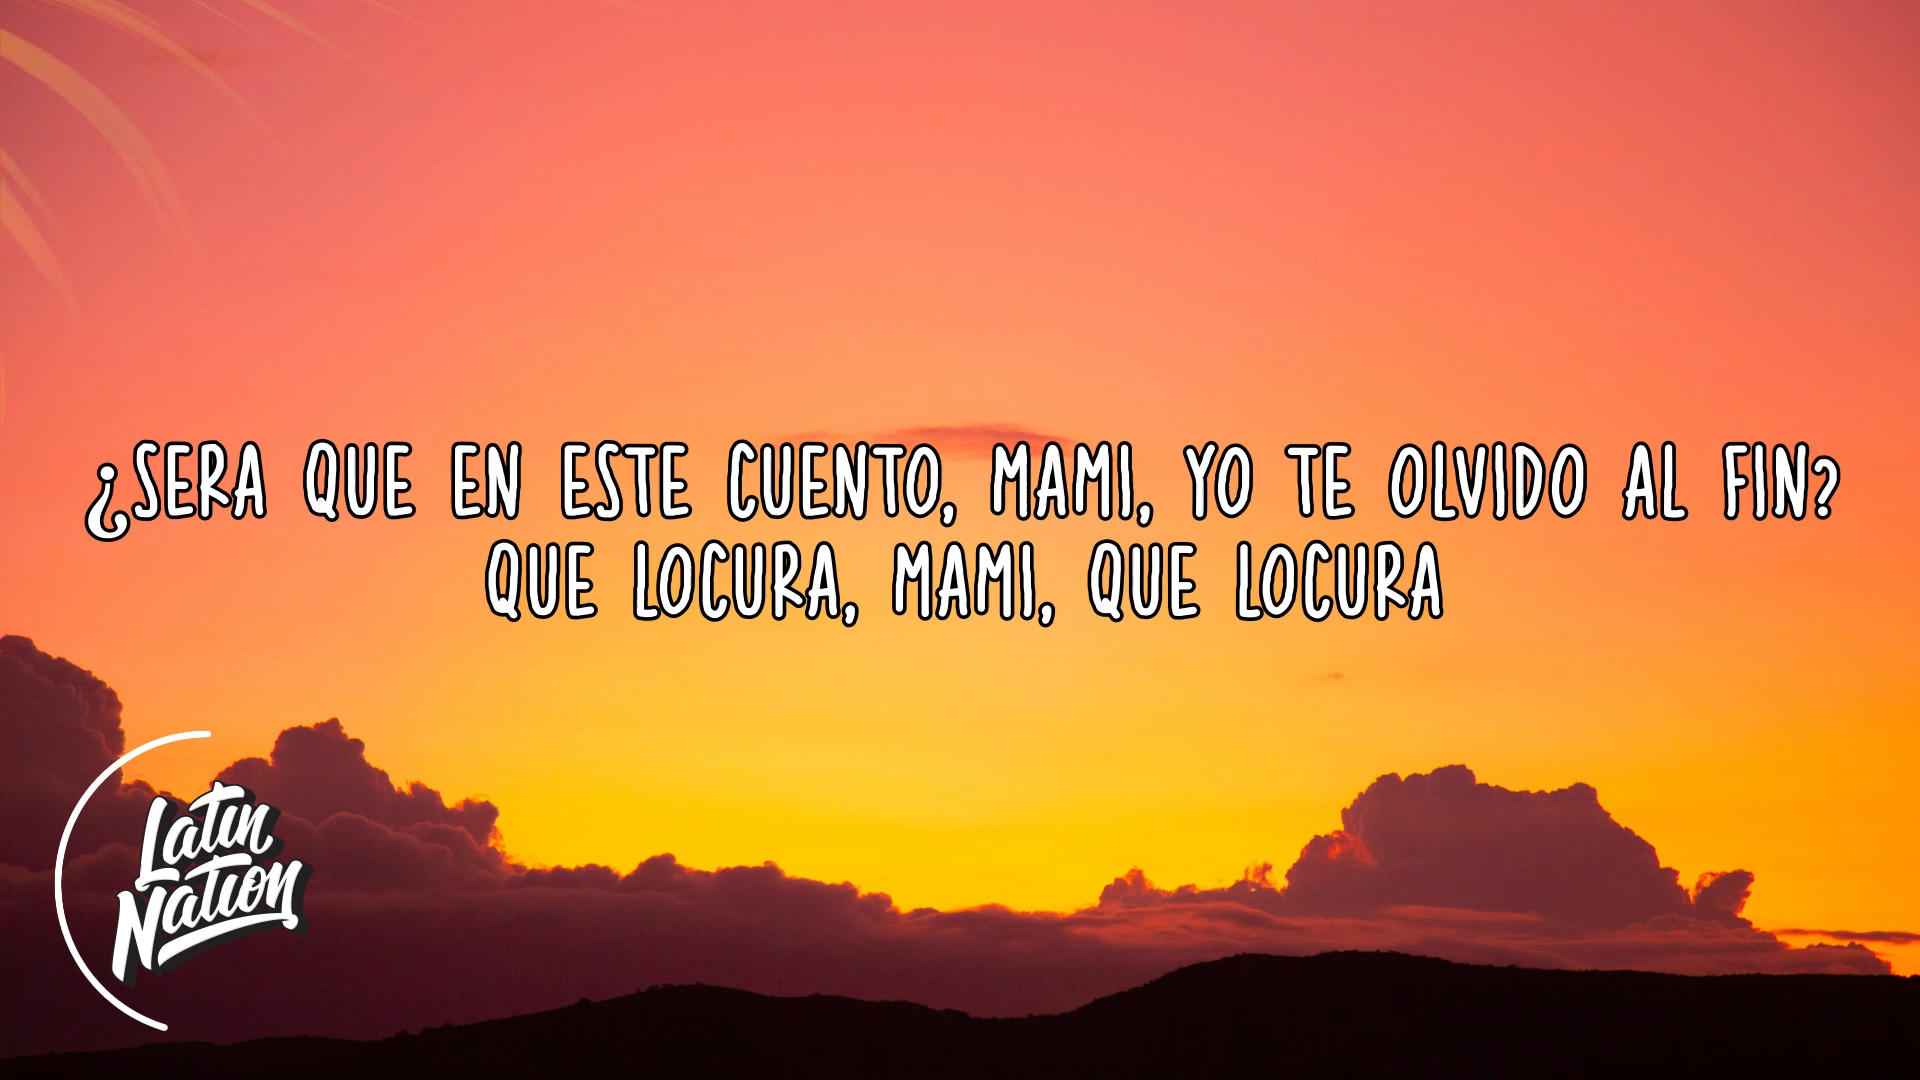 ¿SERA QUE EN ESTE CUENTO, MAMI, YO TE OLVIDO AL FIN?
QUE LOCURA, MAMI, QUE LOCURA
Latin
Nation